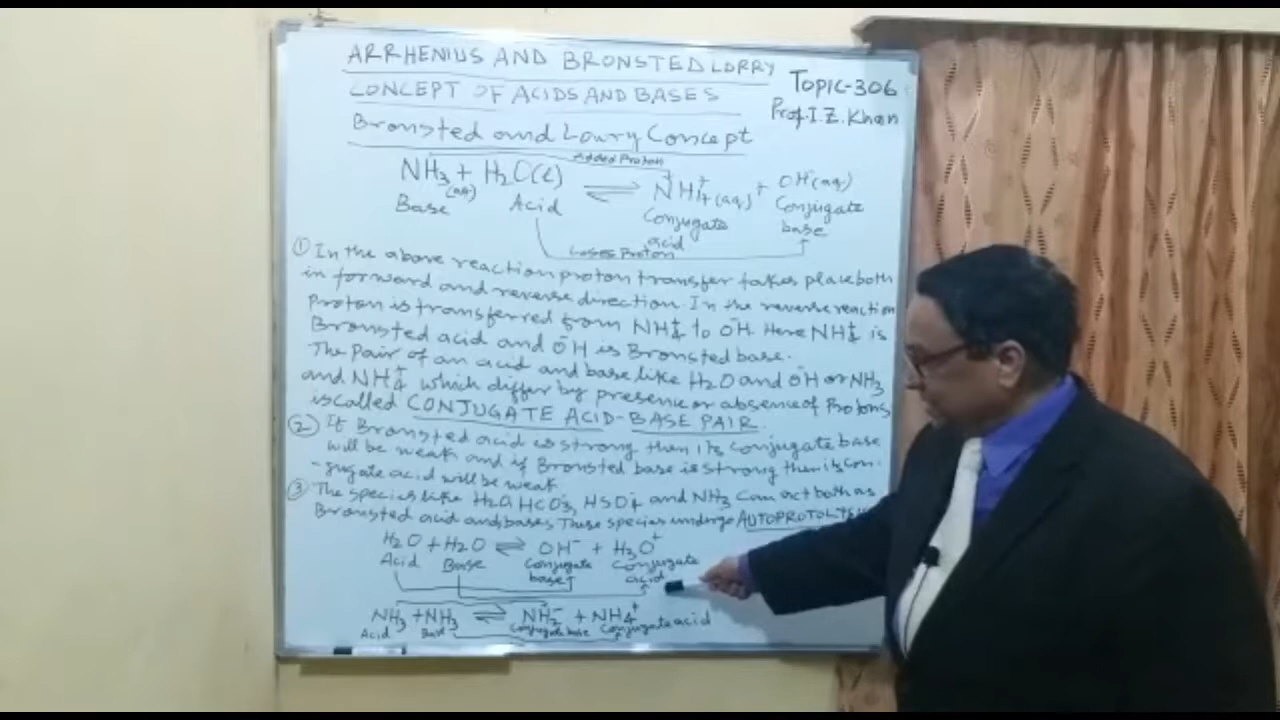 ARRHENIUS AND BRONSTED LORRY
CONCEPT OF ACIDS AND BASES
TOPIC-306
Prof. I. Z. Khan
Bronsted and Lowry Concept
Added Proton
NH₃(aq) + H₂O(l) ⇌ NH₄⁺(aq) + OH⁻(aq)
Base Acid Conjugate acid Conjugate base
Loses Proton
① In the above reaction proton transfer takes place both
in forward and reverse direction. In the reverse reaction
Proton is transferred from NH₄⁺ to ŌH. Here NH₄⁺ is
Bronsted acid and ŌH is Bronsted base.
The Pair of an acid and base like H₂O and ŌH or NH₃
and NH₄⁺ which differ by presence or absence of Protons
is called CONJUGATE ACID-BASE PAIR.
② If Bronsted acid is strong then its Conjugate base
will be weak and if Bronsted base is strong then its con-
-jugate acid will be weak
③ The species like H₂O, HCO₃⁻, HSO₄⁻ and NH₃ Can act both as
Bronsted acid and bases. These species undergo
H₂O + H₂O ⇌ OH⁻ + H₃O⁺
Acid Base Conjugate base Conjugate acid
NH₃ + NH₃ ⇌ NH₂⁻ + NH₄⁺
Acid Base Conjugate base Conjugate acid